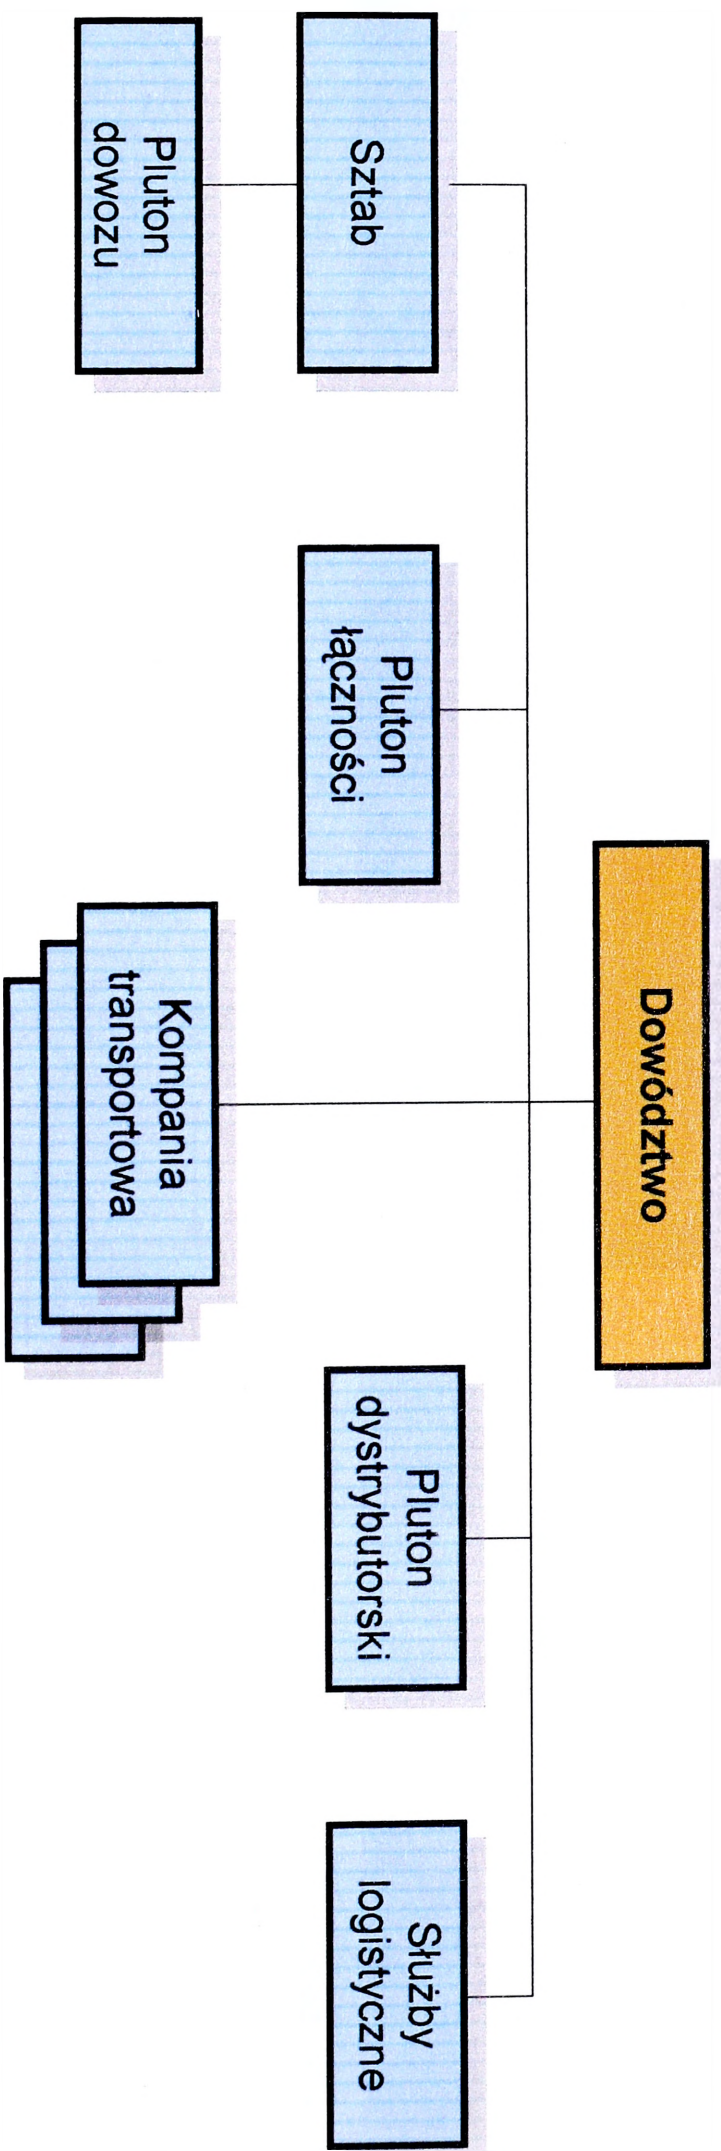 Dowództwo
Sztab
Pluton
łączności
Pluton
dystrybutorski
Służby
logistyczne
Pluton
dowozu
Kompania
transportowa